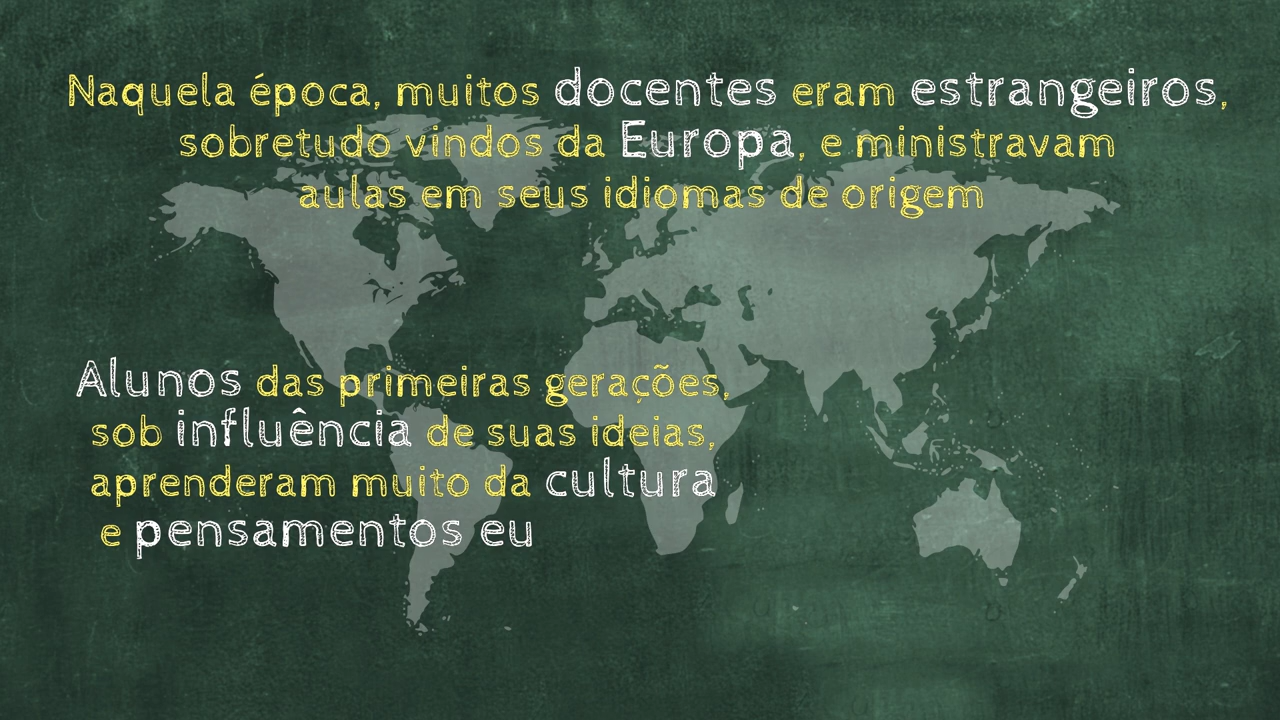 Naquela época, muitos docentes eram estrangeiros,
sobretudo vindos da Europa, e ministravam
aulas em seus idiomas de origem
Alunos das primeiras gerações,
sob influência de suas ideias,
aprenderam muito da cultura
e pensamentos eu